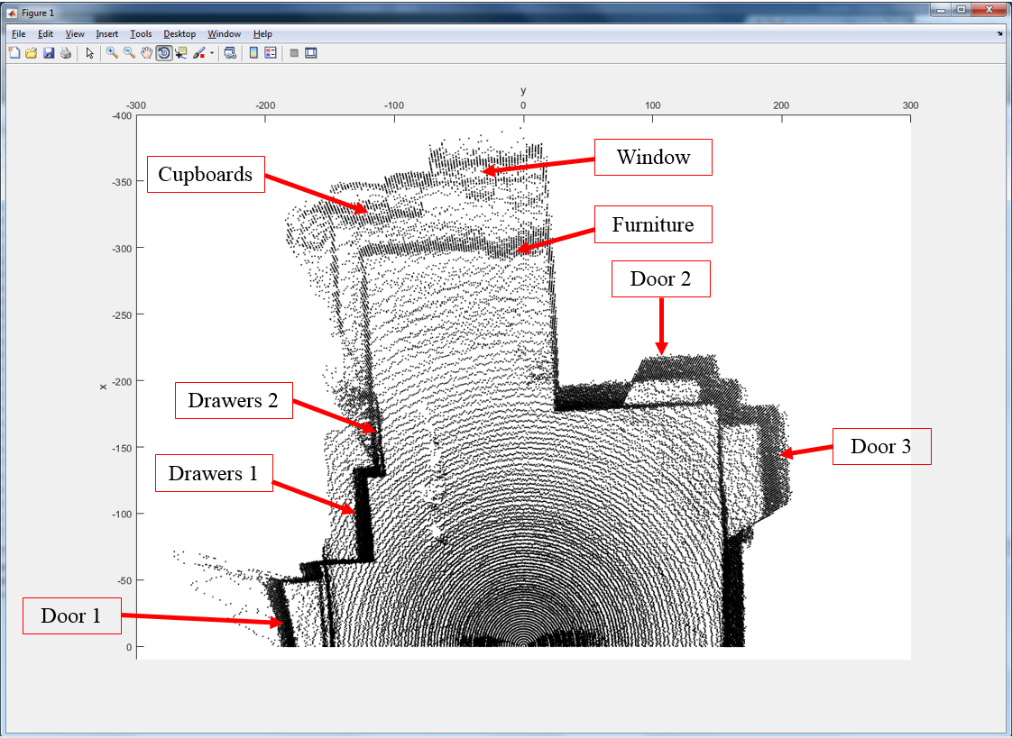 Figure 1
File Edit View Insert Tools Desktop Window Help
y
-300 -200 -100 0 100 200 300
-400
-350
-300
-250
-200
-150
-100
-50
0
x
Window
Cupboards
Furniture
Door 2
Drawers 2
Door 3
Drawers 1
Door 1